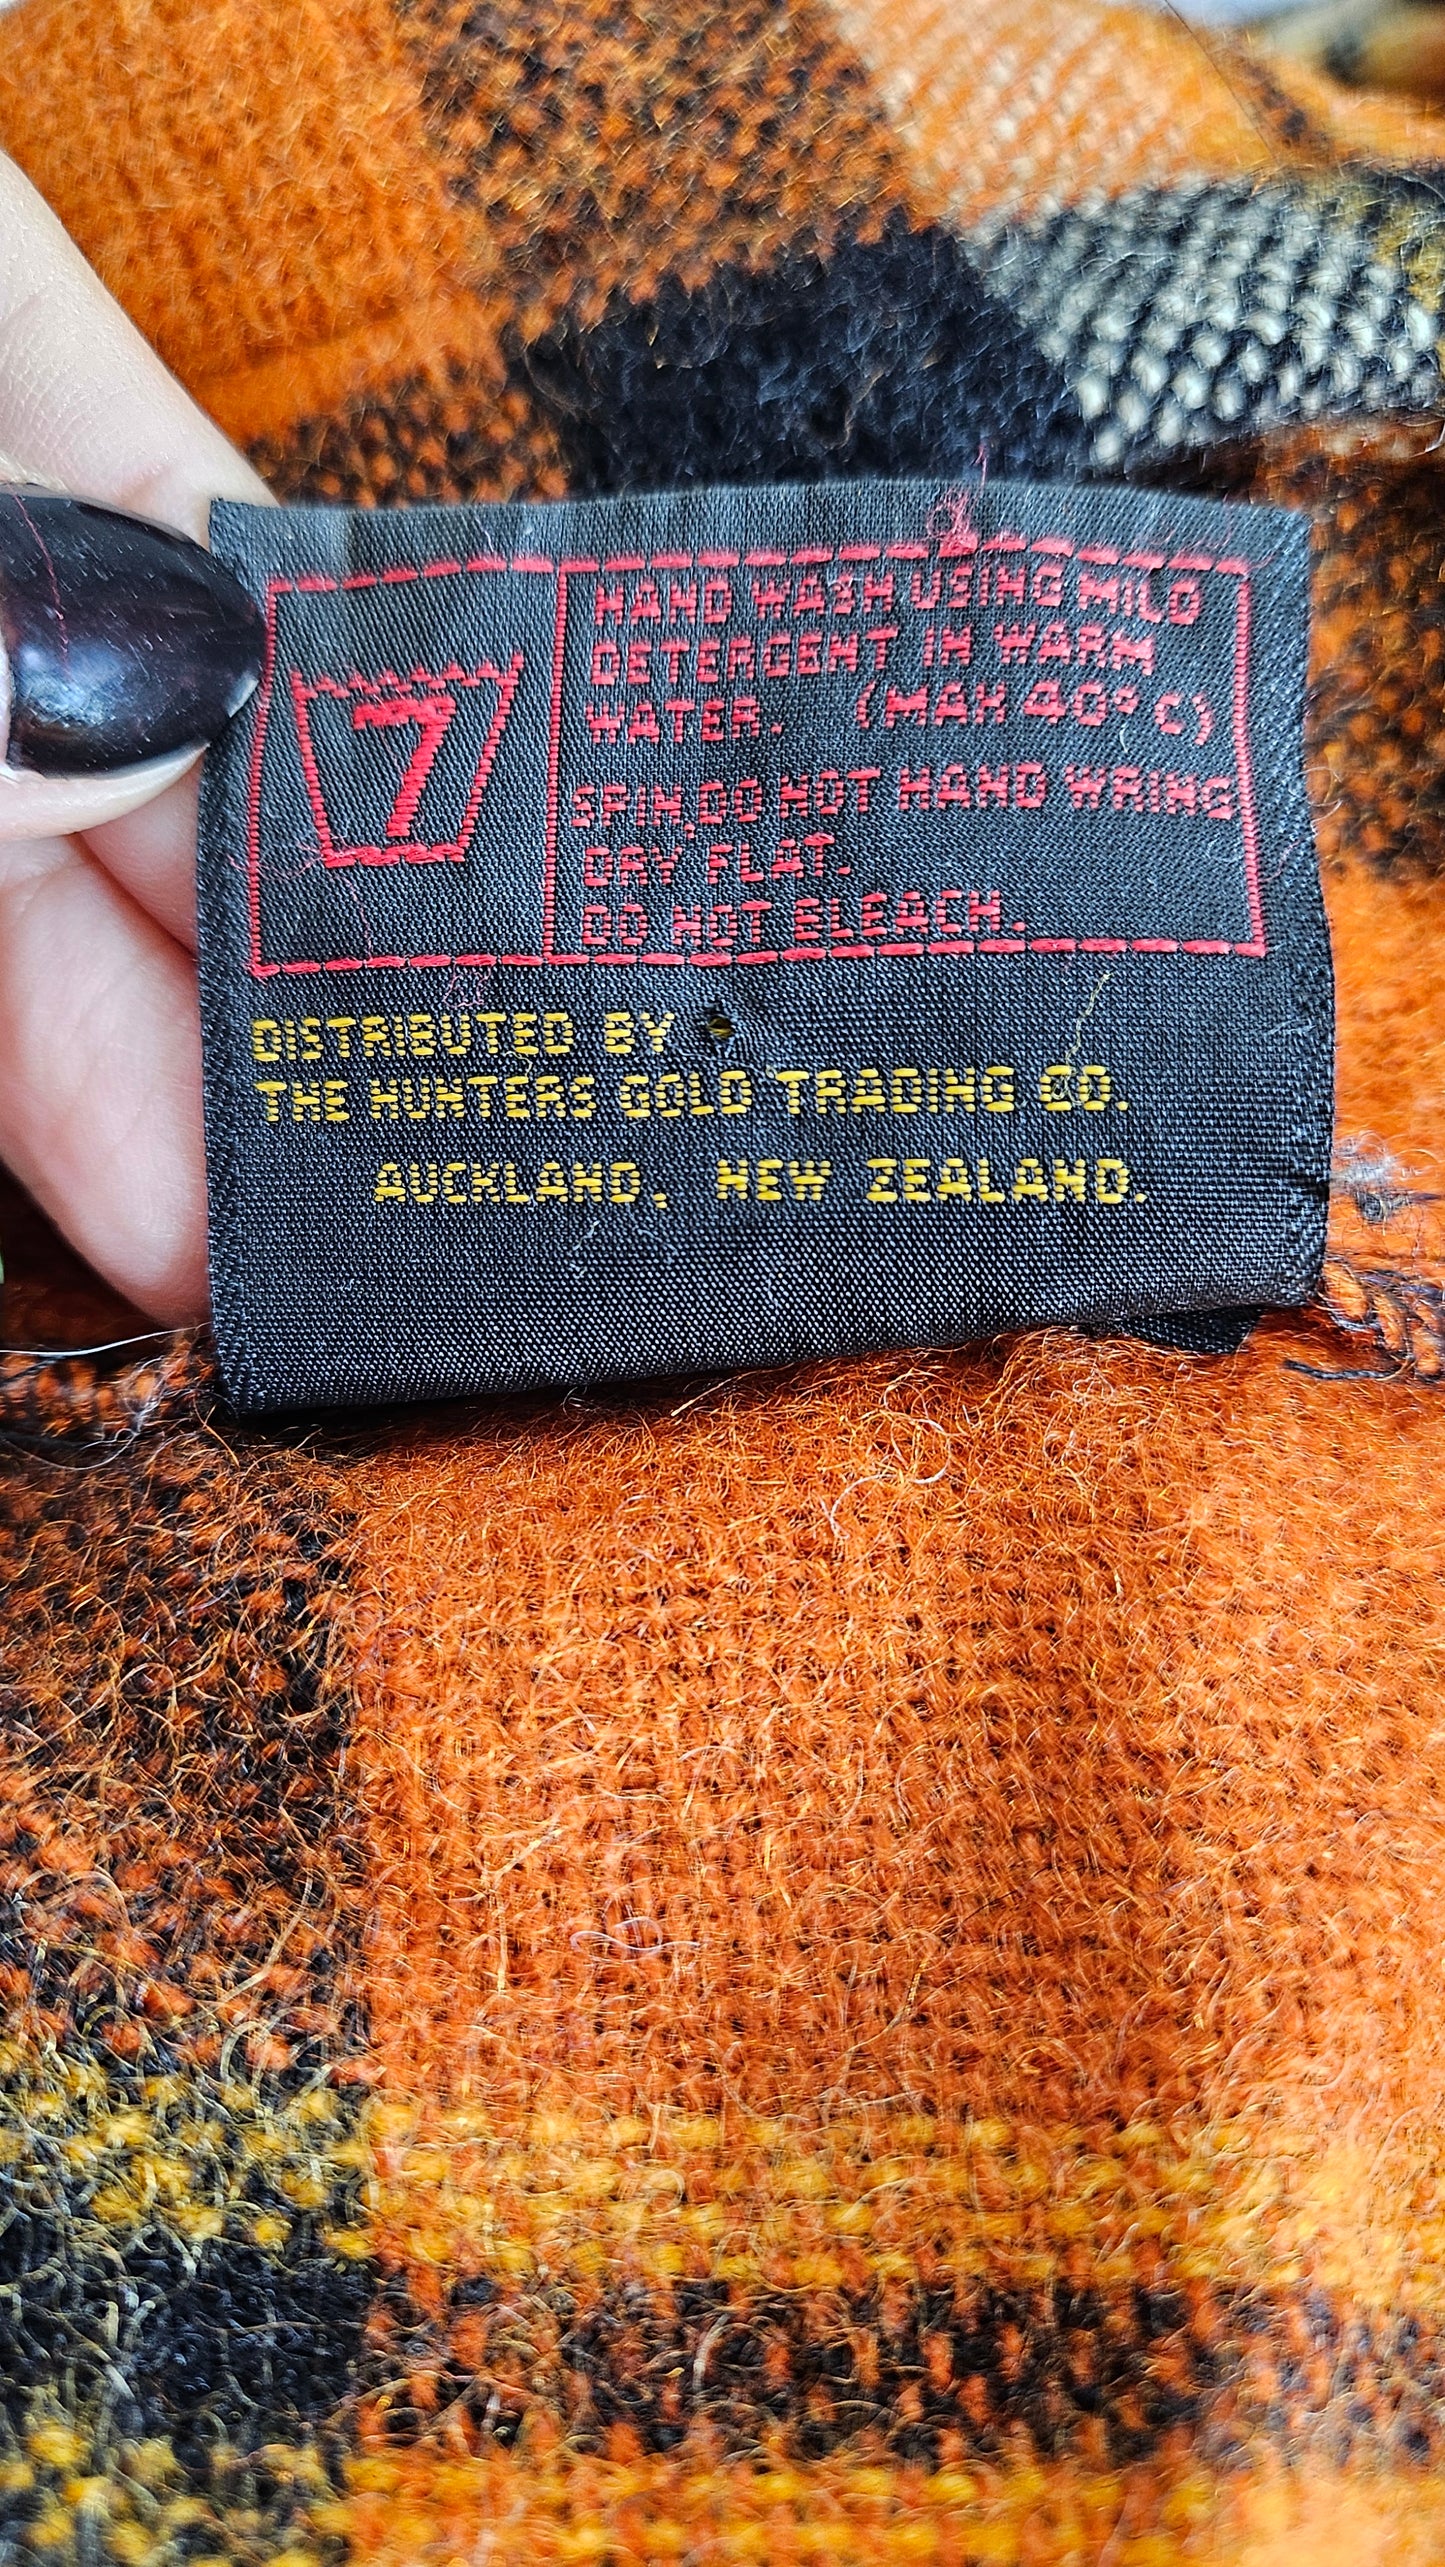 7
HAND WASH USING MILD
DETERGENT IN WARM
WATER. (MAX 40° C)
SPIN, DO NOT HAND WRING
DRY FLAT.
DO NOT BLEACH.
DISTRIBUTED BY
THE HUNTERS GOLD TRADING CO.
AUCKLAND, NEW ZEALAND.